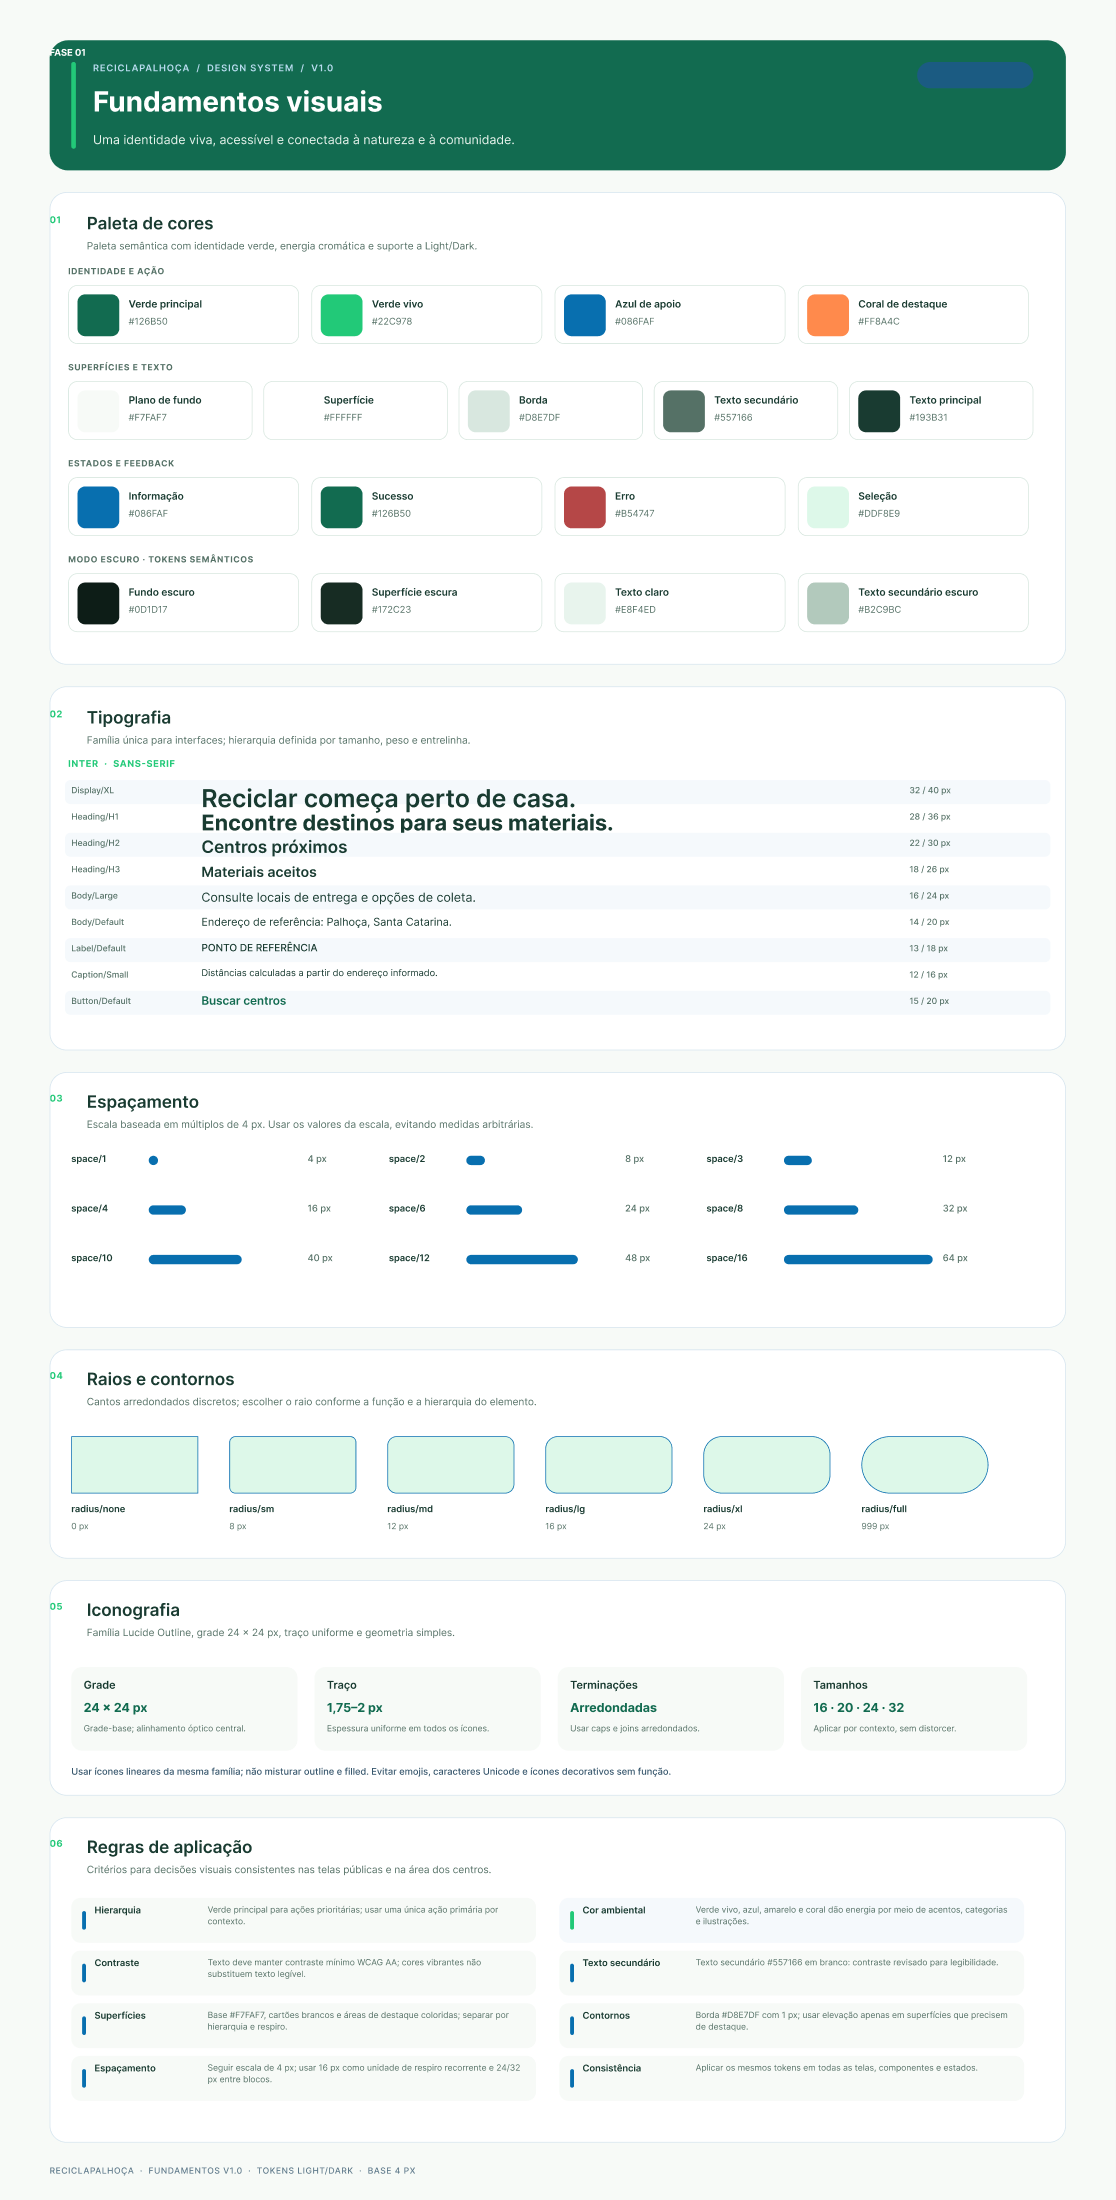 FASE 01
RECICLAPALHOÇA / DESIGN SYSTEM / V1.0
Fundamentos visuais
Uma identidade viva, acessível e conectada à natureza e à comunidade.
01
Paleta de cores
Paleta semântica com identidade verde, energia cromática e suporte a Light/Dark.
IDENTIDADE E AÇÃO
Verde principal
#126B50
Verde vivo
#22C978
Azul de apoio
#086FAF
Coral de destaque
#FF8A4C
SUPERFÍCIES E TEXTO
Plano de fundo
#F7FAF7
Superfície
#FFFFFF
Borda
#D8E7DF
Texto secundário
#557166
Texto principal
#193B31
ESTADOS E FEEDBACK
Informação
#086FAF
Sucesso
#126B50
Erro
#B54747
Seleção
#DDF8E9
MODO ESCURO · TOKENS SEMÂNTICOS
Fundo escuro
#0D1D17
Superfície escura
#172C23
Texto claro
#E8F4ED
Texto secundário escuro
#B2C9BC
02
Tipografia
Família única para interfaces; hierarquia definida por tamanho, peso e entrelinha.
INTER · SANS-SERIF
Display/XL Reciclar começa perto de casa. 32 / 40 px
Heading/H1 Encontre destinos para seus materiais. 28 / 36 px
Heading/H2 Centros próximos 22 / 30 px
Heading/H3 Materiais aceitos 18 / 26 px
Body/Large Consulte locais de entrega e opções de coleta. 16 / 24 px
Body/Default Endereço de referência: Palhoça, Santa Catarina. 14 / 20 px
Label/Default PONTO DE REFERÊNCIA 13 / 18 px
Caption/Small Distâncias calculadas a partir do endereço informado. 12 / 16 px
Button/Default Buscar centros 15 / 20 px
03
Espaçamento
Escala baseada em múltiplos de 4 px. Usar os valores da escala, evitando medidas arbitrárias.
space/1 4 px space/2 8 px space/3 12 px
space/4 16 px space/6 24 px space/8 32 px
space/10 40 px space/12 48 px space/16 64 px
04
Raios e contornos
Cantos arredondados discretos; escolher o raio conforme a função e a hierarquia do elemento.
radius/none
0 px
radius/sm
8 px
radius/md
12 px
radius/lg
16 px
radius/xl
24 px
radius/full
999 px
05
Iconografia
Família Lucide Outline, grade 24 × 24 px, traço uniforme e geometria simples.
Grade
24 × 24 px
Grade-base; alinhamento óptico central.
Traço
1,75–2 px
Espessura uniforme em todos os ícones.
Terminações
Arredondadas
Usar caps e joins arredondados.
Tamanhos
16 · 20 · 24 · 32
Aplicar por contexto, sem distorcer.
Usar ícones lineares da mesma família; não misturar outline e filled. Evitar emojis, caracteres Unicode e ícones decorativos sem função.
06
Regras de aplicação
Critérios para decisões visuais consistentes nas telas públicas e na área dos centros.
Hierarquia
Verde principal para ações prioritárias; usar uma única ação primária por
contexto.
Cor ambiental
Verde vivo, azul, amarelo e coral dão energia por meio de acentos, categorias
e ilustrações.
Contraste
Texto deve manter contraste mínimo WCAG AA; cores vibrantes não
substituem texto legível.
Texto secundário
Texto secundário #557166 em branco: contraste revisado para legibilidade.
Superfícies
Base #F7FAF7, cartões brancos e áreas de destaque coloridas; separar por
hierarquia e respiro.
Contornos
Borda #D8E7DF com 1 px; usar elevação apenas em superfícies que precisem
de destaque.
Espaçamento
Seguir escala de 4 px; usar 16 px como unidade de respiro recorrente e 24/32
px entre blocos.
Consistência
Aplicar os mesmos tokens em todas as telas, componentes e estados.
RECICLAPALHOÇA · FUNDAMENTOS V1.0 · TOKENS LIGHT/DARK · BASE 4 PX